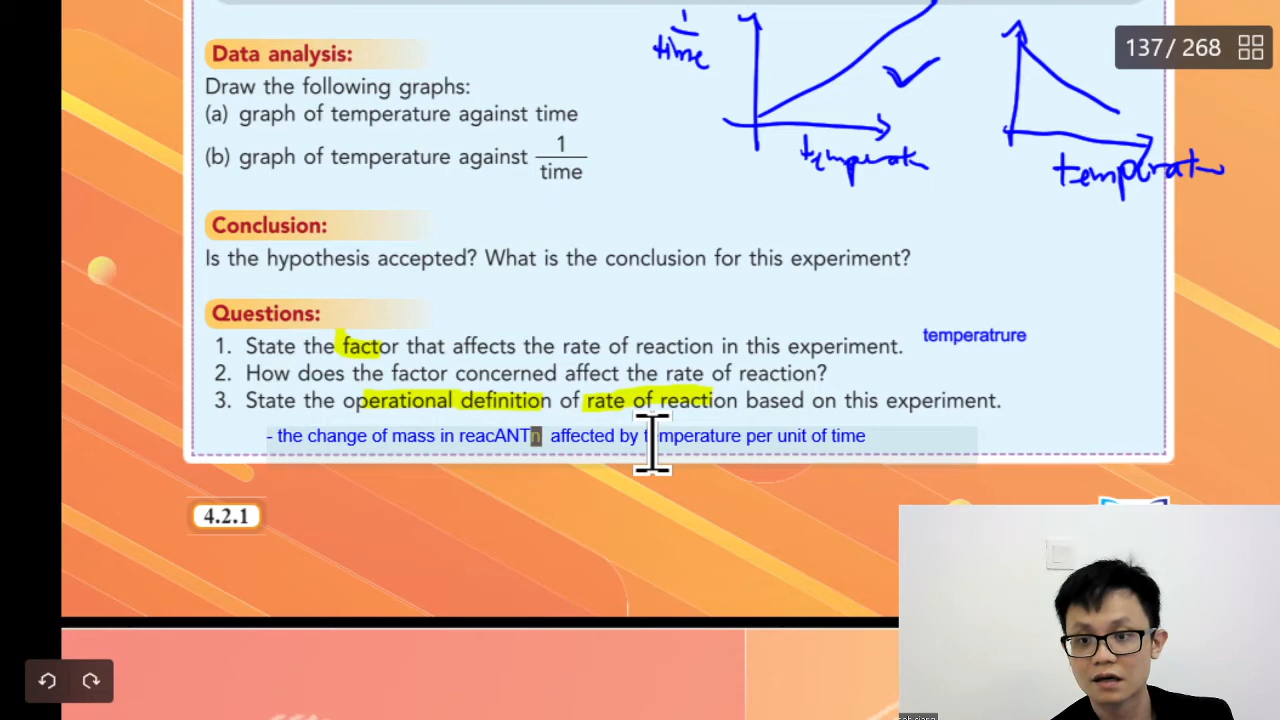 1
time
137 / 268
Data analysis:
Draw the following graphs:
(a) graph of temperature against time
(b) graph of temperature against 1
time
temperatu
temperatu
Conclusion:
Is the hypothesis accepted? What is the conclusion for this experiment?
Questions:
1. State the factor that affects the rate of reaction in this experiment. temperatrure
2. How does the factor concerned affect the rate of reaction?
3. State the operational definition of rate of reaction based on this experiment.
- the change of mass in reacANTn affected by temperature per unit of time
4.2.1